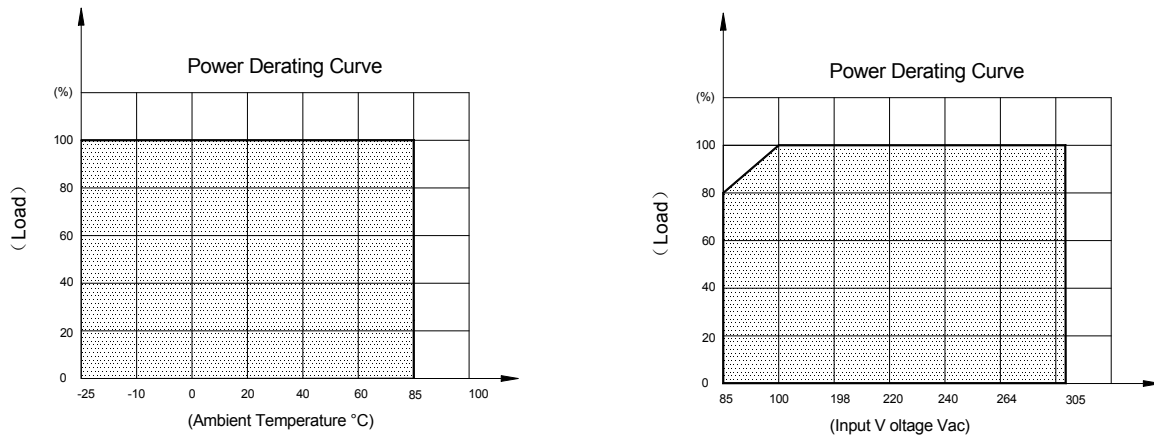 Power Derating Curve
(%)
100
80
60
40
20
0
(Load)
-25 -10 0 20 40 60 85 100
(Ambient Temperature °C)
Power Derating Curve
(%)
100
80
60
40
20
0
(Load)
85 100 198 220 240 264 305
(Input V oltage Vac)